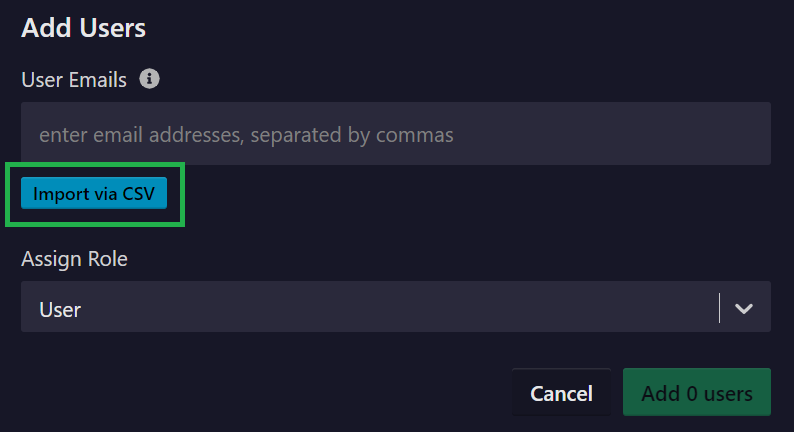 Add Users
User Emails
enter email addresses, separated by commas
Import via CSV
Assign Role
User
Cancel
Add 0 users